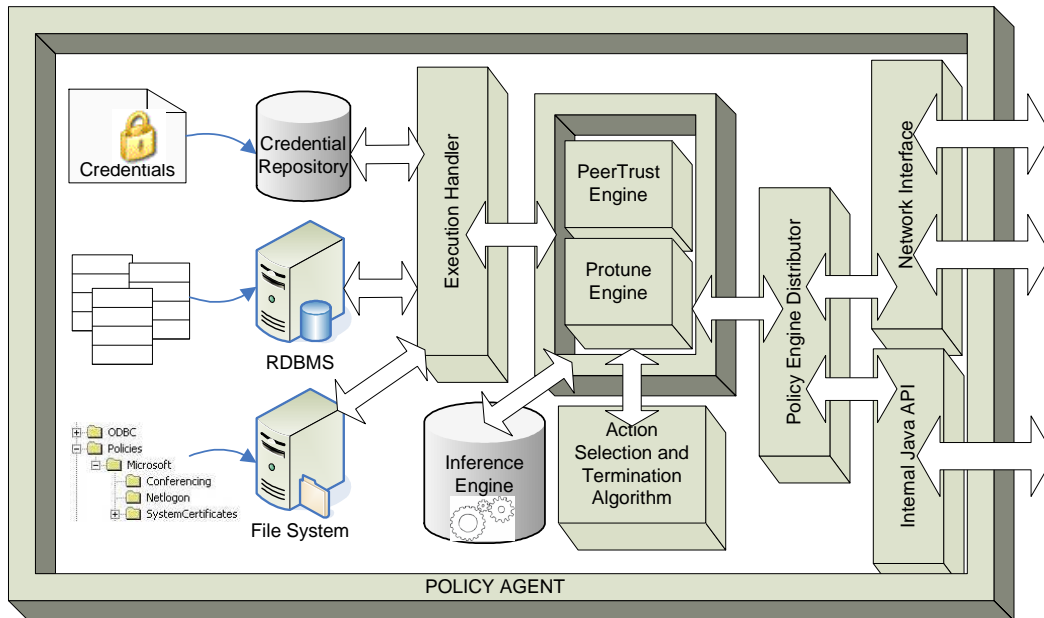 Credentials
Credential
Repository
Execution Handler
PeerTrust
Engine
Protune
Engine
Policy Engine Distributor
Network Interface
Internal Java API
RDBMS
ODBC
Policies
Microsoft
Conferencing
Netlogon
SystemCertificates
File System
Inference
Engine
Action
Selection and
Termination
Algorithm
POLICY AGENT